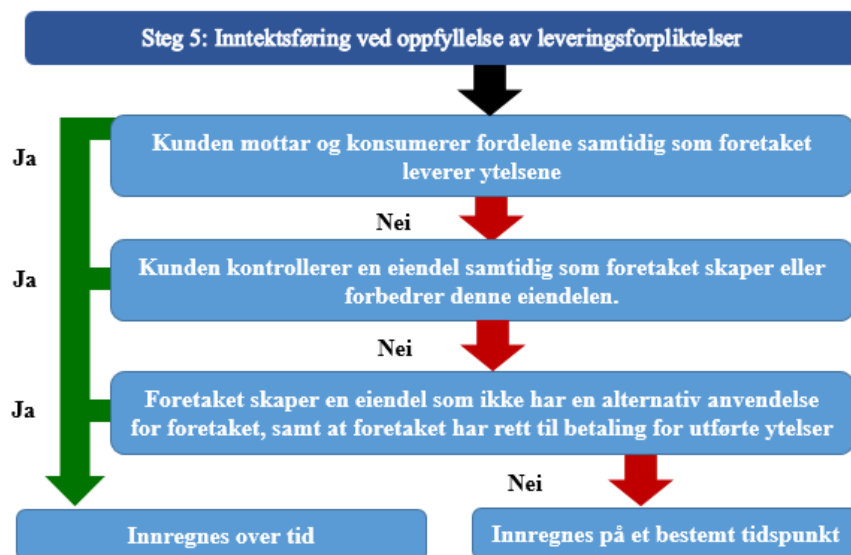 Steg 5: Inntektsføring ved oppfyllelse av leveringsforpliktelser
Ja
Kunden mottar og konsumerer fordelene samtidig som foretaket
leverer ytelsene
Nei
Ja
Kunden kontrollerer en eiendel samtidig som foretaket skaper eller
forbedrer denne eiendelen.
Nei
Ja
Foretaket skaper en eiendel som ikke har en alternativ anvendelse
for foretaket, samt at foretaket har rett til betaling for utførte ytelser
Nei
Innregnes over tid
Innregnes på et bestemt tidspunkt